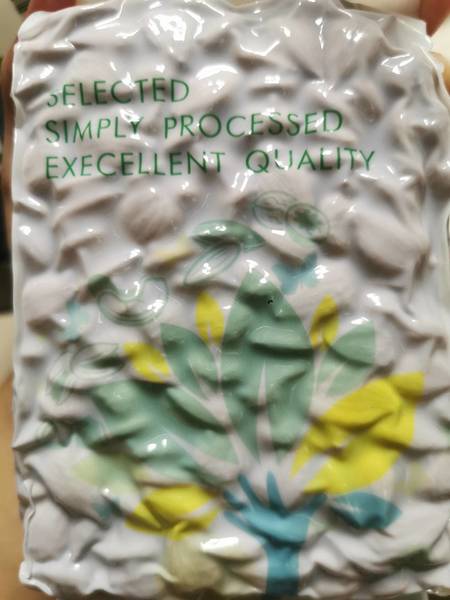 SELECTED
SIMPLY PROCESSED
EXECELLENT QUALITY